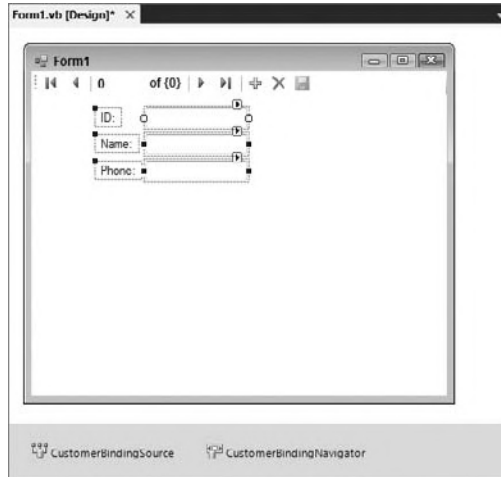 Form1.vb [Design]*
Form1
0 of {0}
ID:
Name:
Phone:
CustomerBindingSource CustomerBindingNavigator